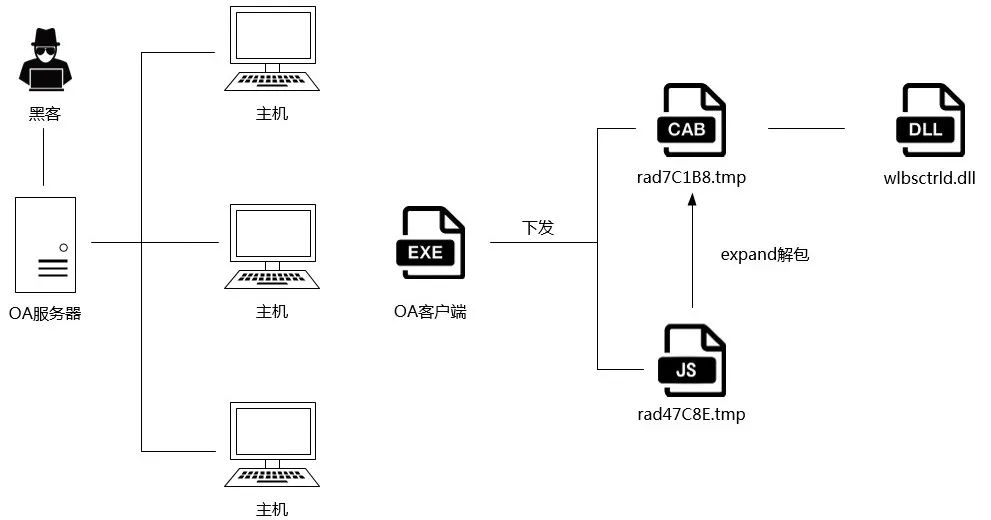 黑客
OA服务器
主机
主机
主机
EXE
OA客户端
下发
CAB
rad7C1B8.tmp
DLL
wlbsctrld.dll
expand解包
JS
rad47C8E.tmp